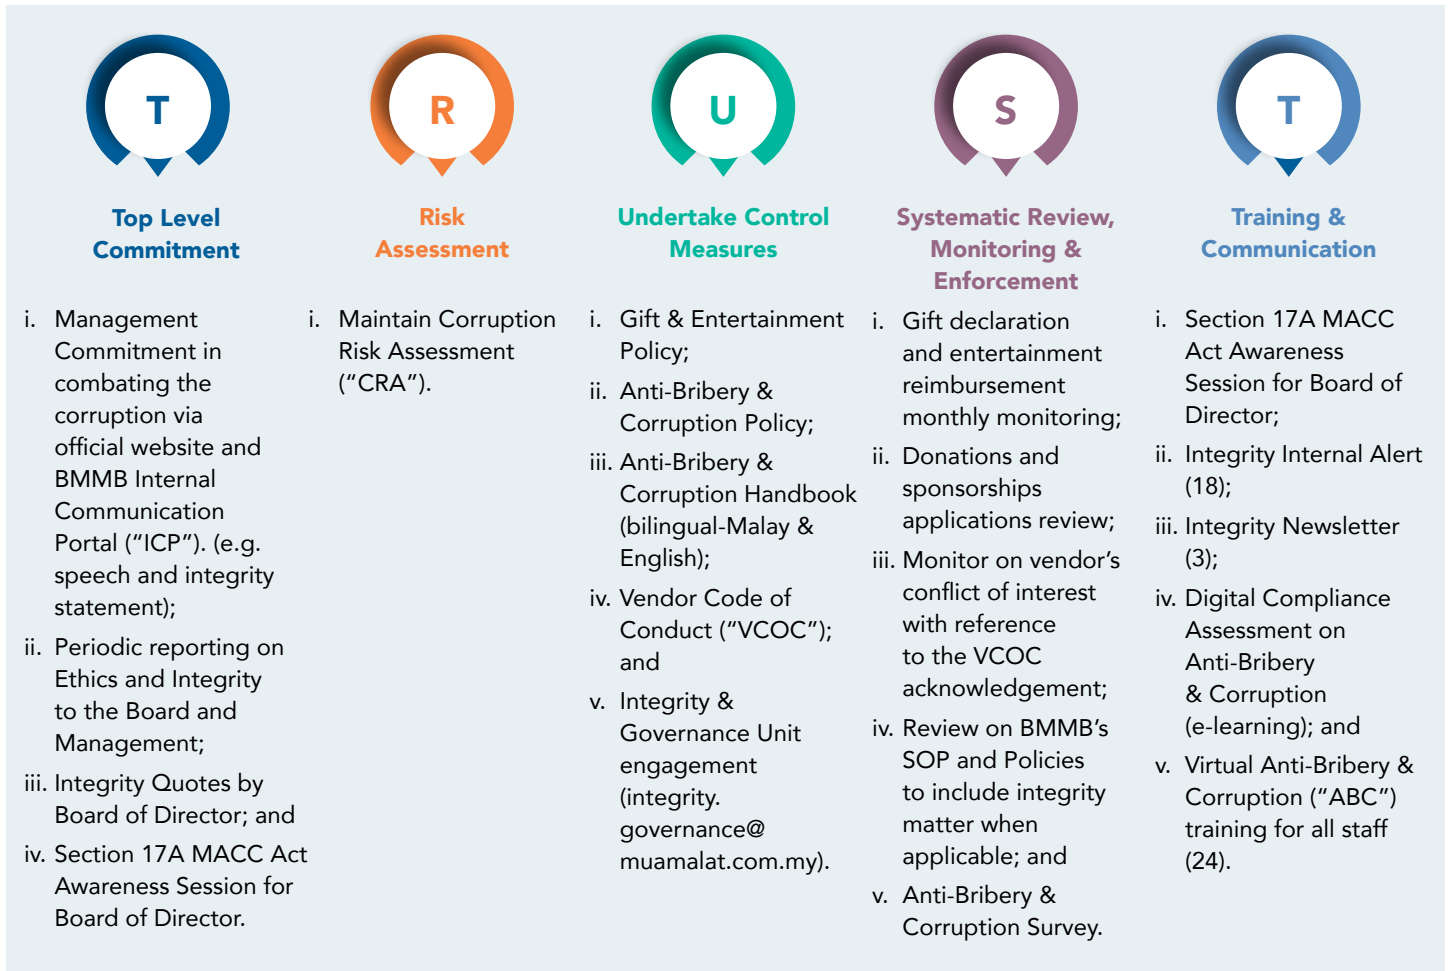 T
Top Level
Commitment
i. Management
Commitment in
combating the
corruption via
official website and
BMMB Internal
Communication
Portal (“ICP”). (e.g.
speech and integrity
statement);
ii. Periodic reporting on
Ethics and Integrity
to the Board and
Management;
iii. Integrity Quotes by
Board of Director; and
iv. Section 17A MACC Act
Awareness Session for
Board of Director.
R
Risk
Assessment
i. Maintain Corruption
Risk Assessment
(“CRA”).
U
Undertake Control
Measures
i. Gift & Entertainment
Policy;
ii. Anti-Bribery &
Corruption Policy;
iii. Anti-Bribery &
Corruption Handbook
(bilingual-Malay &
English);
iv. Vendor Code of
Conduct (“VCOC”);
and
v. Integrity &
Governance Unit
engagement
(integrity.
governance@
muamalat.com.my).
S
Systematic Review,
Monitoring &
Enforcement
i. Gift declaration
and entertainment
reimbursement
monthly monitoring;
ii. Donations and
sponsorships
applications review;
iii. Monitor on vendor’s
conflict of interest
with reference
to the VCOC
acknowledgement;
iv. Review on BMMB’s
SOP and Policies
to include integrity
matter when
applicable; and
v. Anti-Bribery &
Corruption Survey.
T
Training &
Communication
i. Section 17A MACC
Act Awareness
Session for Board of
Director;
ii. Integrity Internal Alert
(18);
iii. Integrity Newsletter
(3);
iv. Digital Compliance
Assessment on
Anti-Bribery
& Corruption
(e-learning); and
v. Virtual Anti-Bribery &
Corruption (“ABC”)
training for all staff
(24).